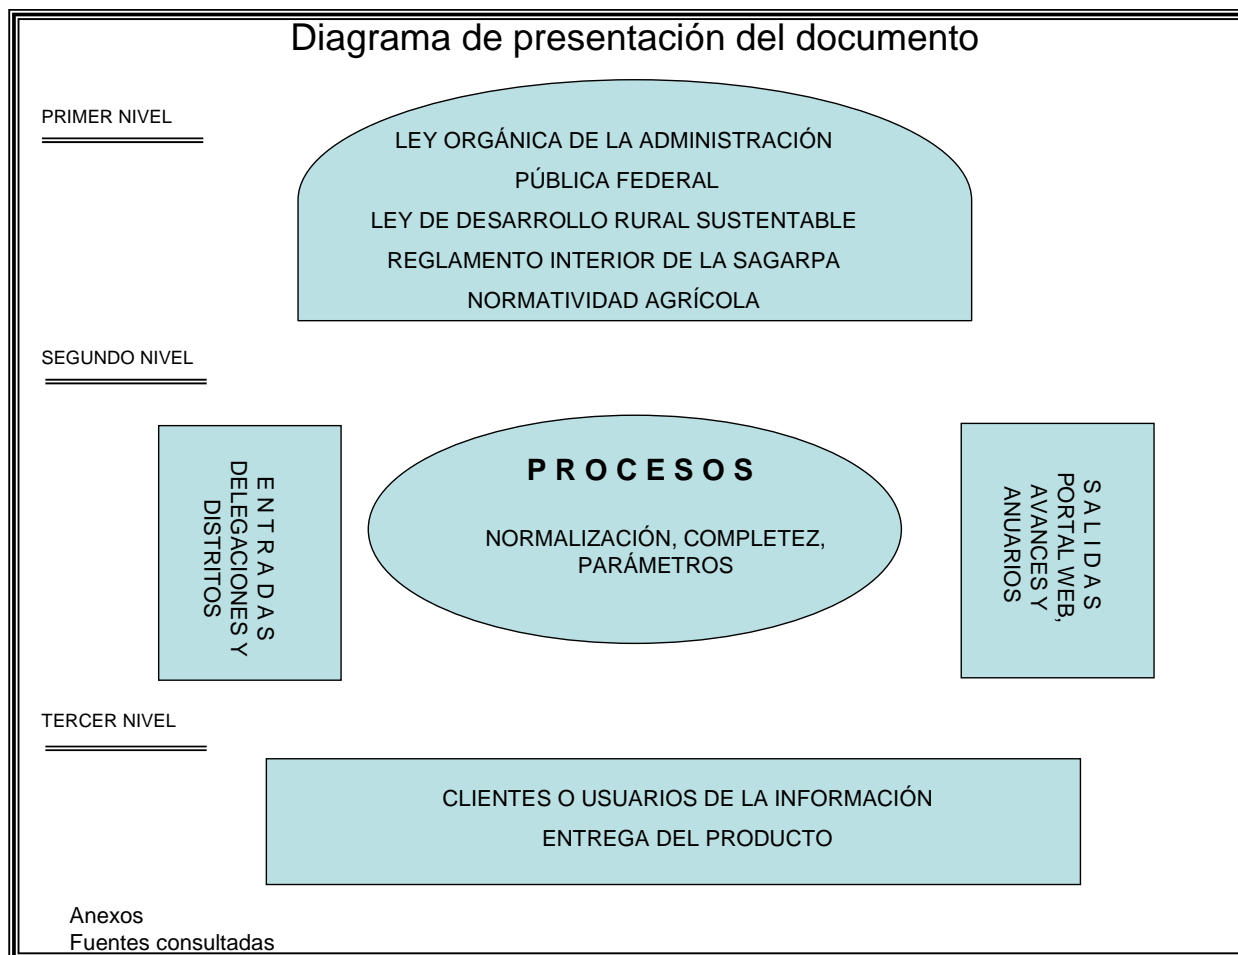 Diagrama de presentación del documento
PRIMER NIVEL
LEY ORGÁNICA DE LA ADMINISTRACIÓN
PÚBLICA FEDERAL
LEY DE DESARROLLO RURAL SUSTENTABLE
REGLAMENTO INTERIOR DE LA SAGARPA
NORMATIVIDAD AGRÍCOLA
SEGUNDO NIVEL
E N T R A D A S
DELEGACIONES Y
DISTRITOS
P R O C E S O S
NORMALIZACIÓN, COMPLETEZ,
PARÁMETROS
S A L I D A S
PORTAL WEB,
AVANCES Y
ANUARIOS
TERCER NIVEL
CLIENTES O USUARIOS DE LA INFORMACIÓN
ENTREGA DEL PRODUCTO
Anexos
Fuentes consultadas